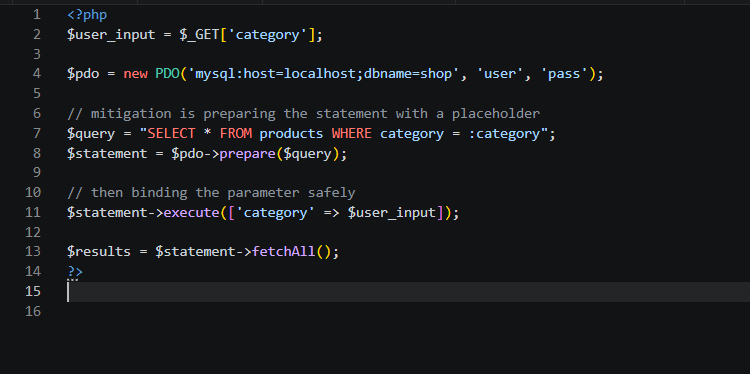 1 <?php
2 $user_input = $_GET['category'];
3
4 $pdo = new PDO('mysql:host=localhost;dbname=shop', 'user', 'pass');
5
6 // mitigation is preparing the statement with a placeholder
7 $query = "SELECT * FROM products WHERE category = :category";
8 $statement = $pdo->prepare($query);
9
10 // then binding the parameter safely
11 $statement->execute(['category' => $user_input]);
12
13 $results = $statement->fetchAll();
14 ?>
15
16